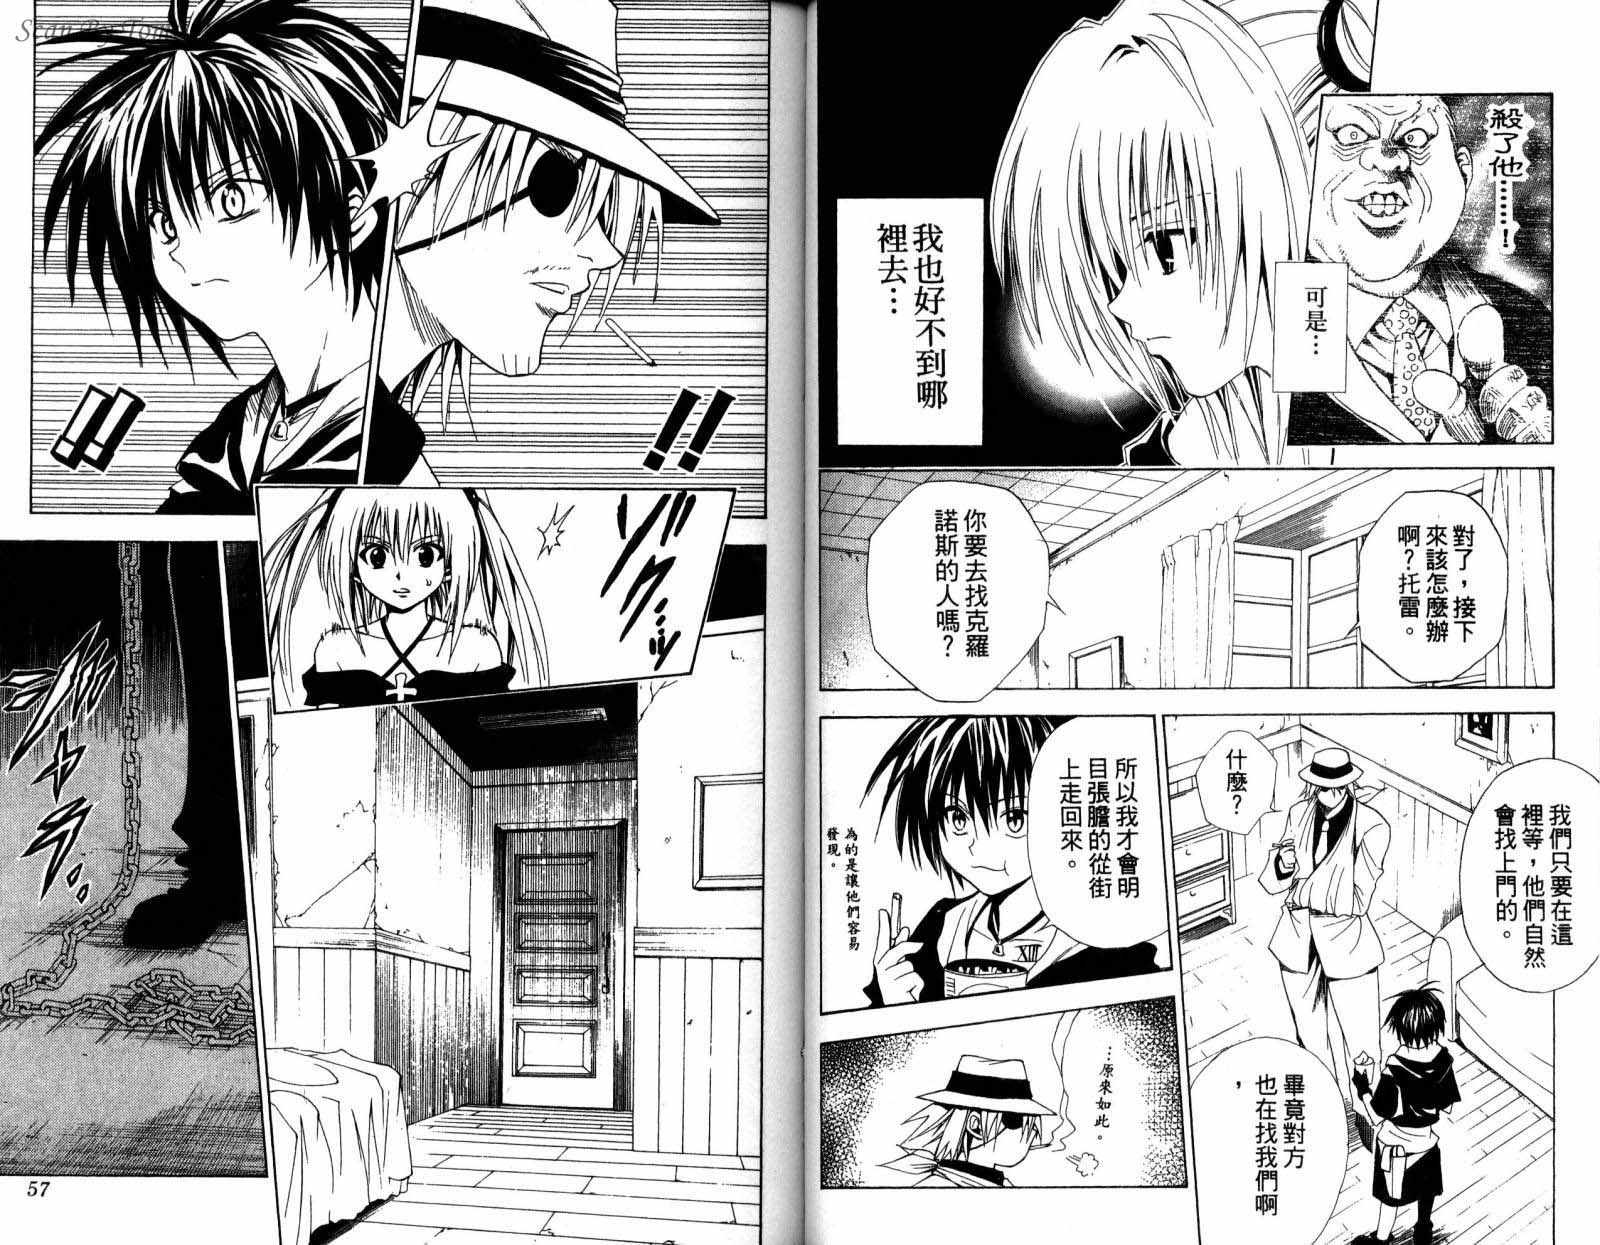 殺了他………！
可是…
我也好不到哪
裡去…
對了，接下
來該怎麼辦
啊？托雷。
你要去找克羅
諾斯的人嗎？
我們只要在這
裡等，他們自然
會找上門的。
什麼？
畢竟對方
也在找我們啊
，
所以我才會明
目張膽的從街
上走回來。
為的是讓他們容易
發現。
XIII
…原來如此。
!!
!!
57